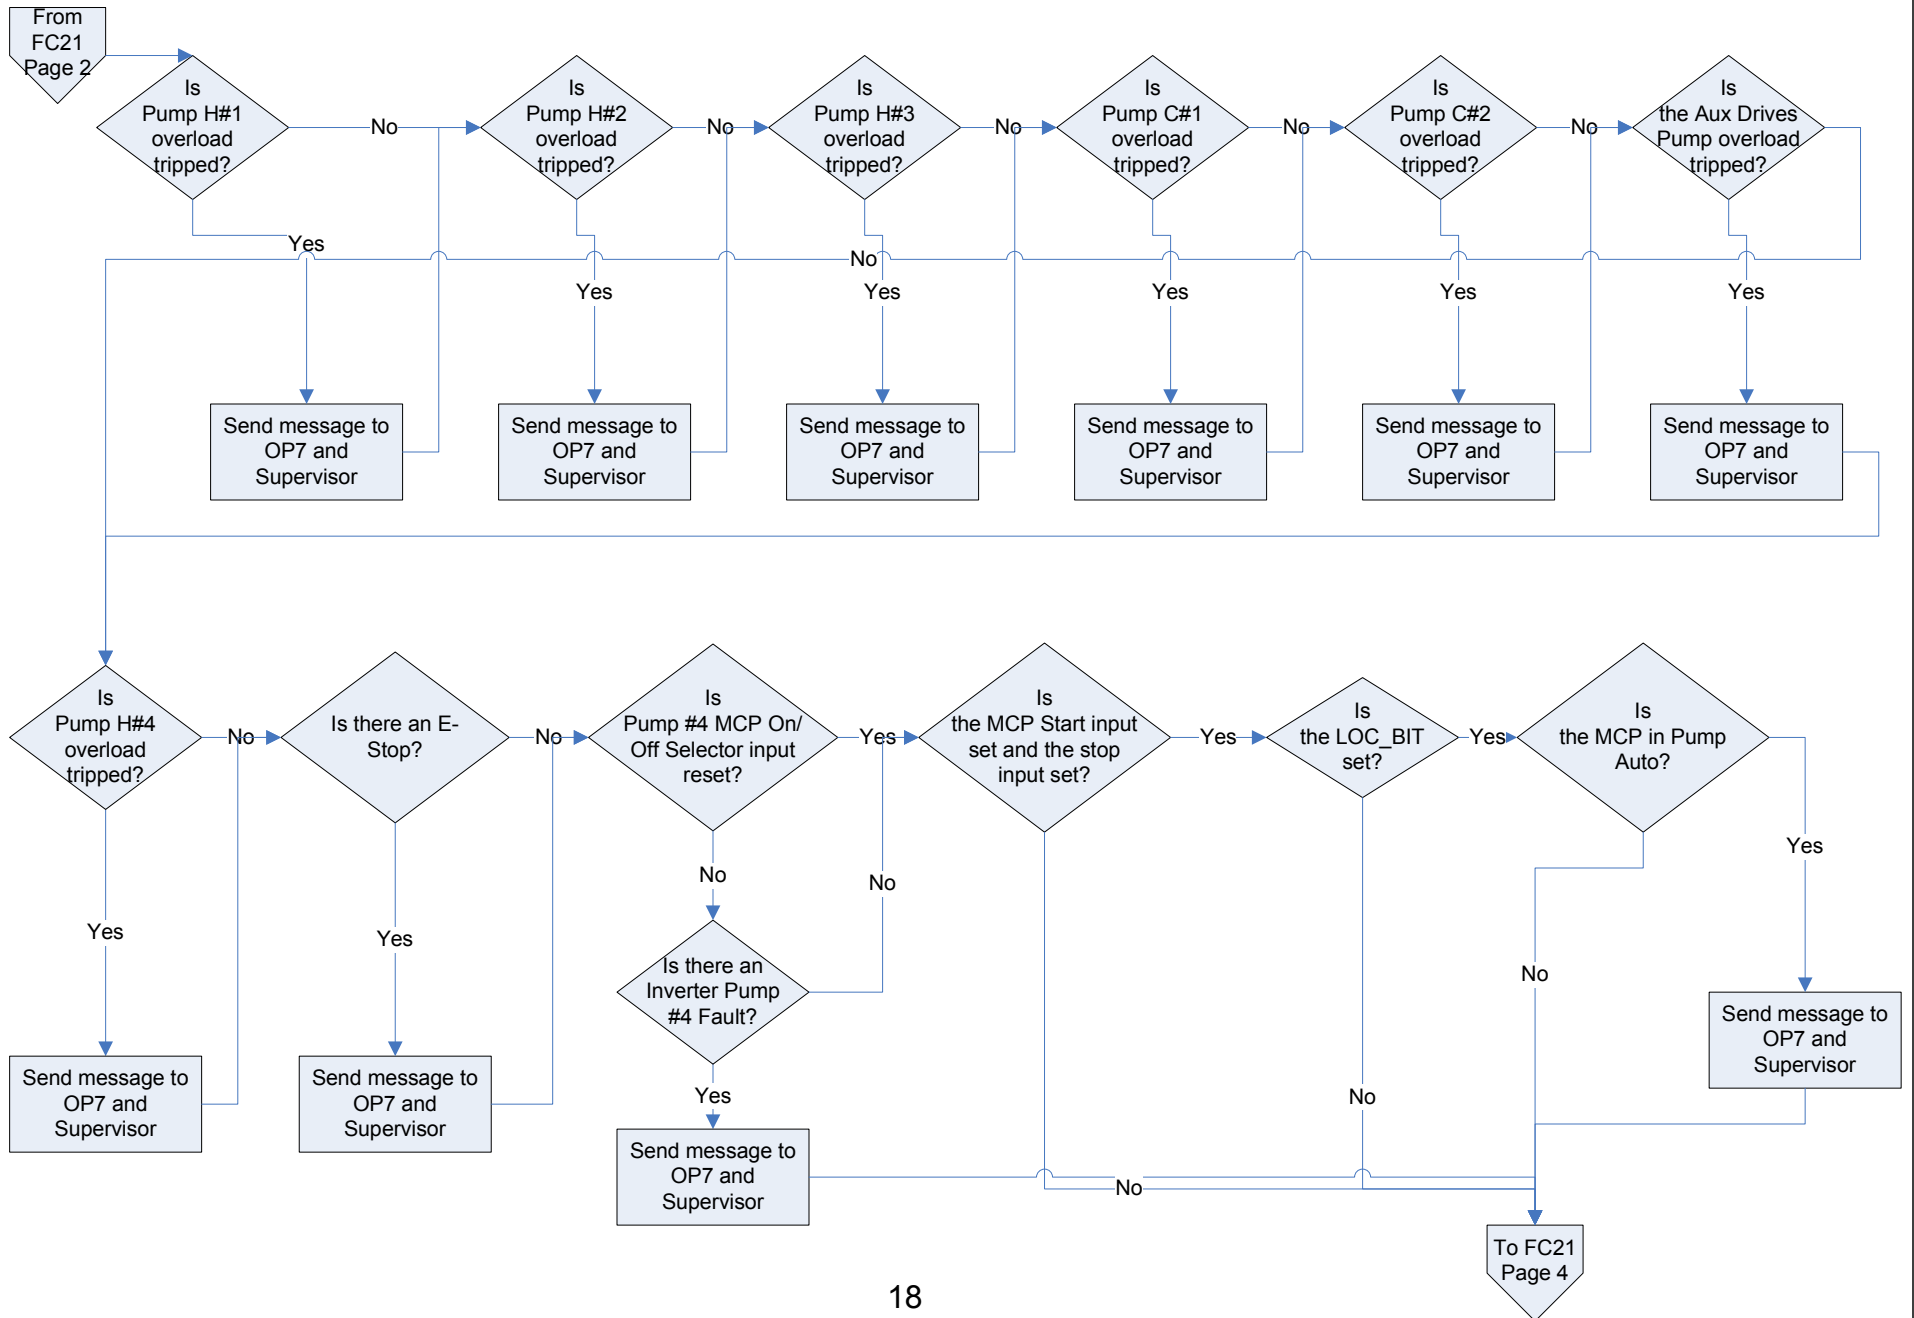 From
FC21
Page 2
Is
Pump H#1
overload
tripped?
No
Is
Pump H#2
overload
tripped?
No
Is
Pump H#3
overload
tripped?
No
Is
Pump C#1
overload
tripped?
No
Is
Pump C#2
overload
tripped?
No
Is
the Aux Drives
Pump overload
tripped?
Yes
No
Yes
Yes
Yes
Yes
Yes
Send message to
OP7 and
Supervisor
Send message to
OP7 and
Supervisor
Send message to
OP7 and
Supervisor
Send message to
OP7 and
Supervisor
Send message to
OP7 and
Supervisor
Send message to
OP7 and
Supervisor
Is
Pump H#4
overload
tripped?
No
Is there an E-
Stop?
No
Is
Pump #4 MCP On/
Off Selector input
reset?
Yes
Is
the MCP Start input
set and the stop
input set?
Yes
Is
the LOC_BIT
set?
Yes
Is
the MCP in Pump
Auto?
Yes
No
No
Yes
Yes
Is there an
Inverter Pump
#4 Fault?
No
Send message to
OP7 and
Supervisor
Send message to
OP7 and
Supervisor
Send message to
OP7 and
Supervisor
Yes
No
Send message to
OP7 and
Supervisor
No
To FC21
Page 4
18